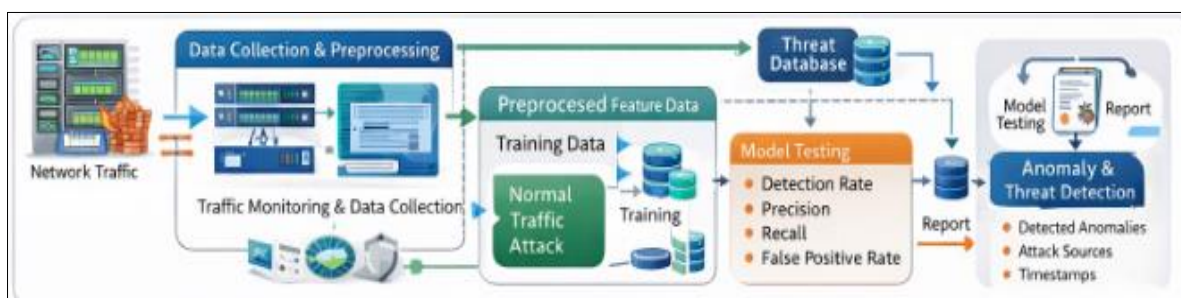 Network Traffic
Data Collection & Preprocessing
Traffic Monitoring & Data Collection
Preprocesed Feature Data
Training Data
Normal
Traffic
Attack
Training
Threat
Database
Model Testing
• Detection Rate
• Precision
• Recall
• False Positive Rate
Report
Model
Testing
Report
Anomaly &
Threat Detection
• Detected Anomalies
• Attack Sources
• Timestamps